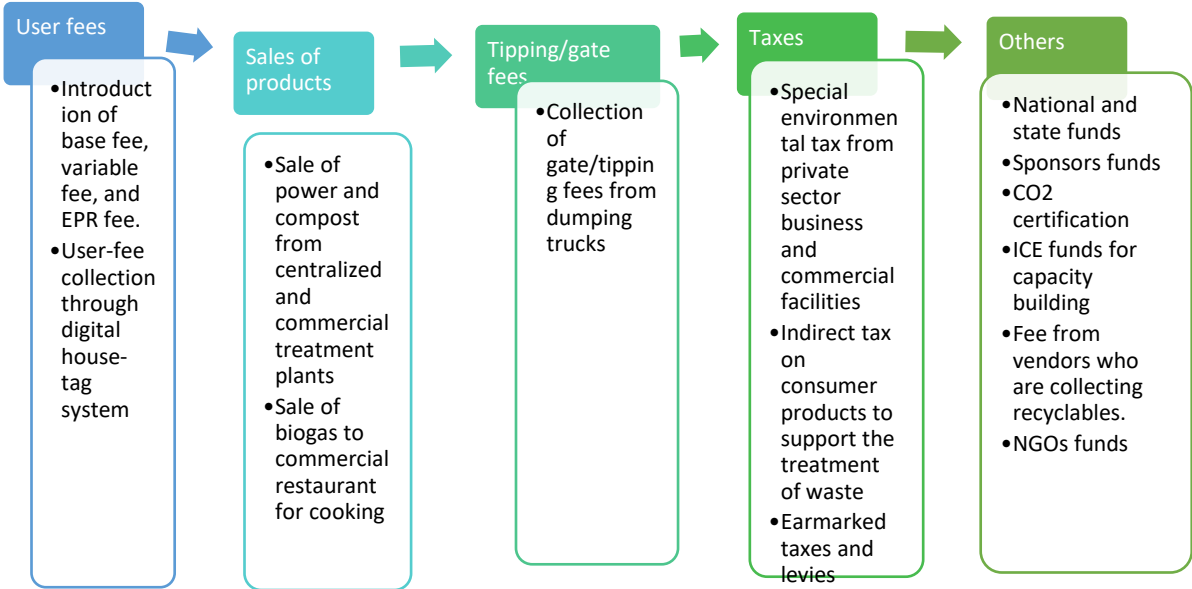 User fees
•Introduct
ion of
base fee,
variable
fee, and
EPR fee.
•User-fee
collection
through
digital
house-
tag
system
Sales of
products
•Sale of
power and
compost
from
centralized
and
commercial
treatment
plants
•Sale of
biogas to
commercial
restaurant
for cooking
Tipping/gate
fees
•Collection
of
gate/tippin
g fees from
dumping
trucks
Taxes
•Special
environmen
tal tax from
private
sector
business
and
commercial
facilities
•Indirect tax
on
consumer
products to
support the
treatment
of waste
•Earmarked
taxes and
levies
Others
•National and
state funds
•Sponsors funds
•CO2
certification
•ICE funds for
capacity
building
•Fee from
vendors who
are collecting
recyclables.
•NGOs funds